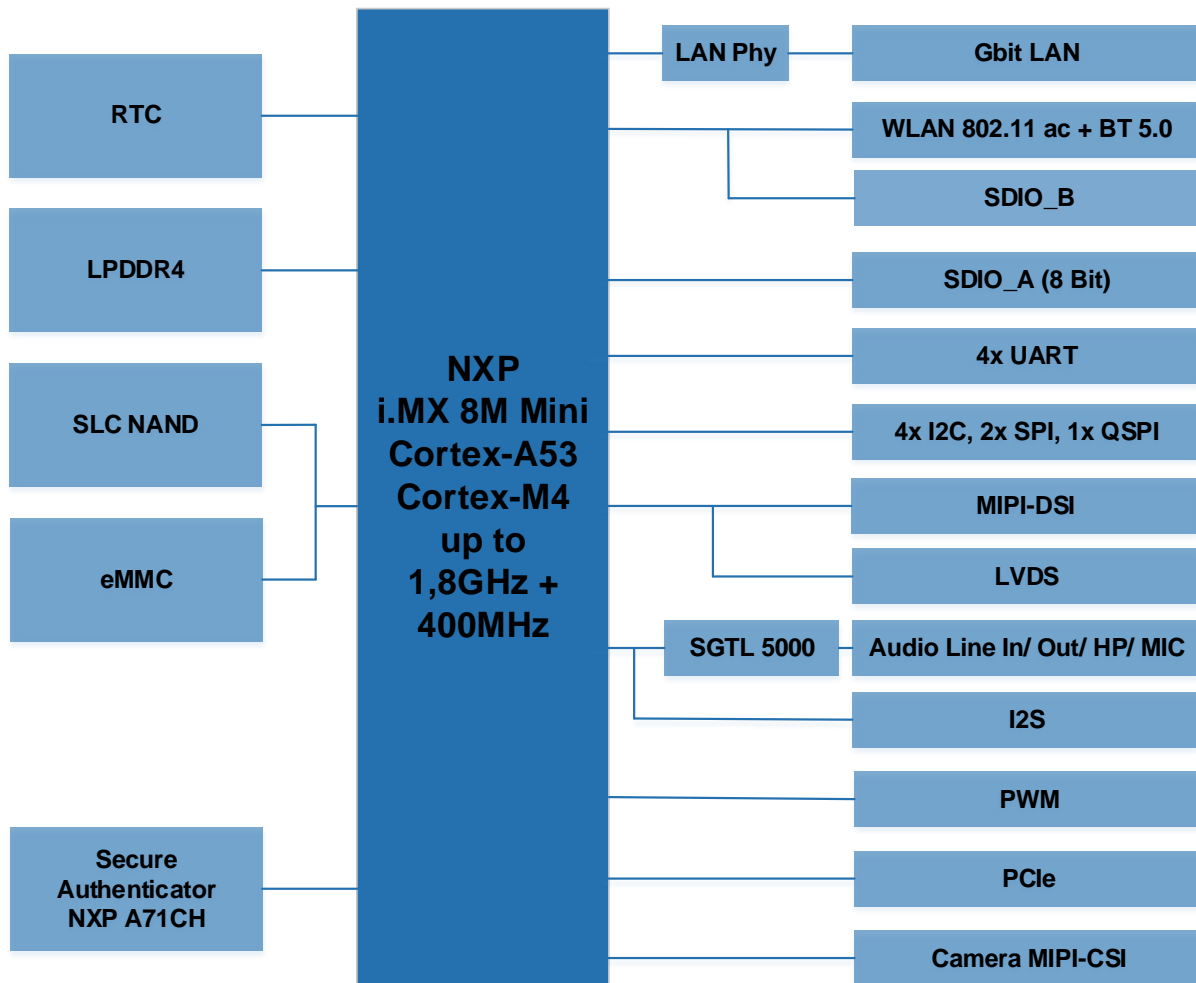 RTC
LPDDR4
SLC NAND
eMMC
Secure
Authenticator
NXP A71CH
NXP
i.MX 8M Mini
Cortex-A53
Cortex-M4
up to
1,8GHz +
400MHz
LAN Phy
Gbit LAN
WLAN 802.11 ac + BT 5.0
SDIO_B
SDIO_A (8 Bit)
4x UART
4x I2C, 2x SPI, 1x QSPI
MIPI-DSI
LVDS
SGTL 5000
Audio Line In/ Out/ HP/ MIC
I2S
PWM
PCIe
Camera MIPI-CSI